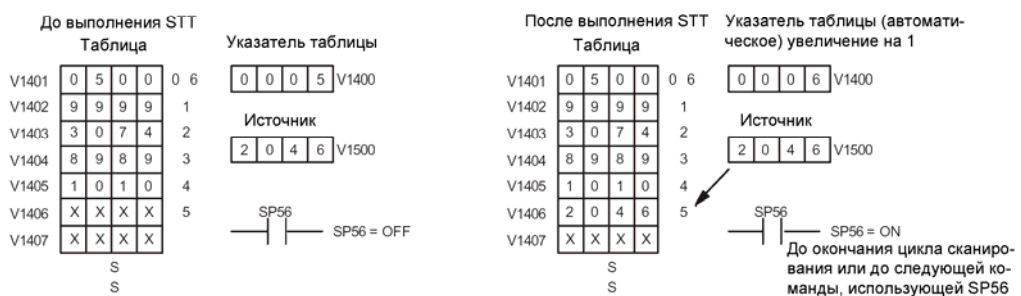 До выполнения STT
Таблица
Указатель таблицы
V1401 0 5 0 0 0 6
0 0 0 5 V1400
V1402 9 9 9 9 1
V1403 3 0 7 4 2
Источник
V1404 8 9 8 9 3
2 0 4 6 V1500
V1405 1 0 1 0 4
V1406 X X X X 5
SP56
SP56 = OFF
V1407 X X X X
S
S
После выполнения STT
Таблица
Указатель таблицы (автомати-
ческое) увеличение на 1
V1401 0 5 0 0 0 6
0 0 0 6 V1400
V1402 9 9 9 9 1
V1403 3 0 7 4 2
Источник
V1404 8 9 8 9 3
2 0 4 6 V1500
V1405 1 0 1 0 4
V1406 2 0 4 6 5
SP56
SP56 = ON
V1407 X X X X
До окончания цикла сканиро-
вания или до следующей ко-
манды, использующей SP56
S
S